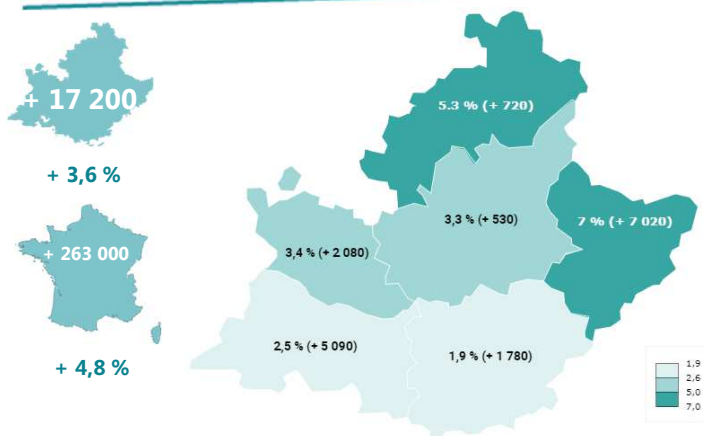 + 17 200
+ 3,6 %
+ 263 000
+ 4,8 %
5.3 % (+ 720)
3,3 % (+ 530)
7 % (+ 7 020)
3,4 % (+ 2 080)
2,5 % (+ 5 090)
1,9 % (+ 1 780)
1,9
2,6
5,0
7,0